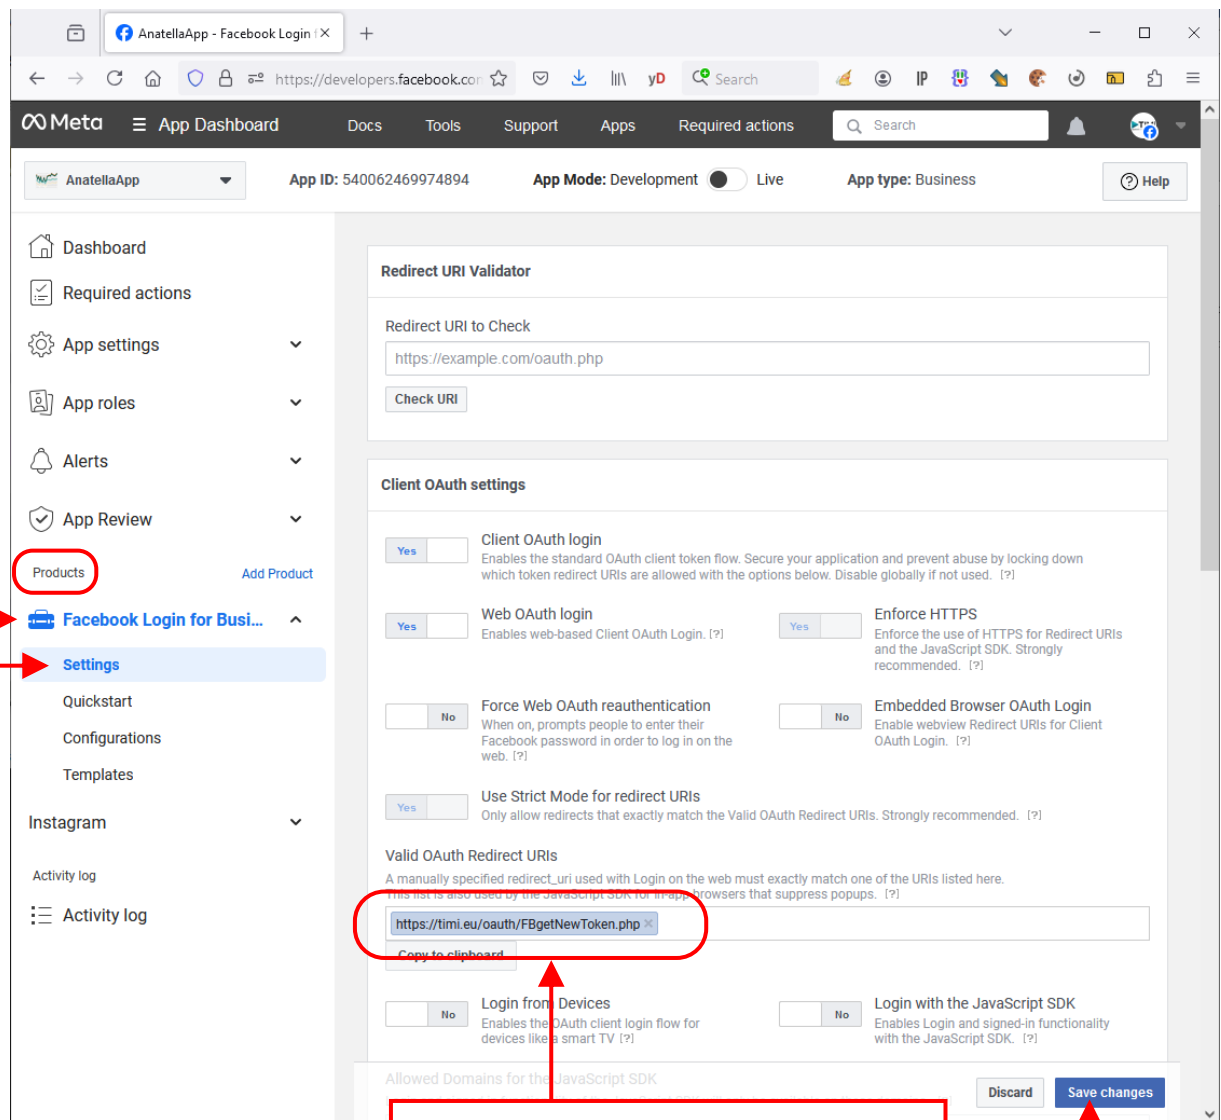 AnatellaApp - Facebook Login f
https://developers.facebook.com
Search
Meta
App Dashboard
Docs
Tools
Support
Apps
Required actions
Search
AnatellaApp
App ID: 540062469974894
App Mode: Development
Live
App type: Business
Help
Dashboard
Required actions
App settings
App roles
Alerts
App Review
Products
Add Product
Facebook Login for Busi...
Settings
Quickstart
Configurations
Templates
Instagram
Activity log
Activity log
Redirect URI Validator
Redirect URI to Check
https://example.com/oauth.php
Check URI
Client OAuth settings
Yes
Client OAuth login
Enables the standard OAuth client token flow. Secure your application and prevent abuse by locking down
which token redirect URIs are allowed with the options below. Disable globally if not used. [?]
Yes
Web OAuth login
Enables web-based Client OAuth Login. [?]
Yes
Enforce HTTPS
Enforce the use of HTTPS for Redirect URIs
and the JavaScript SDK. Strongly
recommended. [?]
No
Force Web OAuth reauthentication
When on, prompts people to enter their
Facebook password in order to log in on the
web. [?]
No
Embedded Browser OAuth Login
Enable webview Redirect URIs for Client
OAuth Login. [?]
Yes
Use Strict Mode for redirect URIs
Only allow redirects that exactly match the Valid OAuth Redirect URIs. Strongly recommended. [?]
Valid OAuth Redirect URIs
A manually specified redirect_uri used with Login on the web must exactly match one of the URIs listed here.
This list is also used by the JavaScript SDK for in-app browsers that suppress popups. [?]
https://timi.eu/oauth/FBgetNewToken.php
Copy to clipboard
No
Login from Devices
Enables the OAuth client login flow for
devices like a smart TV [?]
No
Login with the JavaScript SDK
Enables Login and signed-in functionality
with the JavaScript SDK. [?]
Allowed Domains for the JavaScript SDK
Discard
Save changes